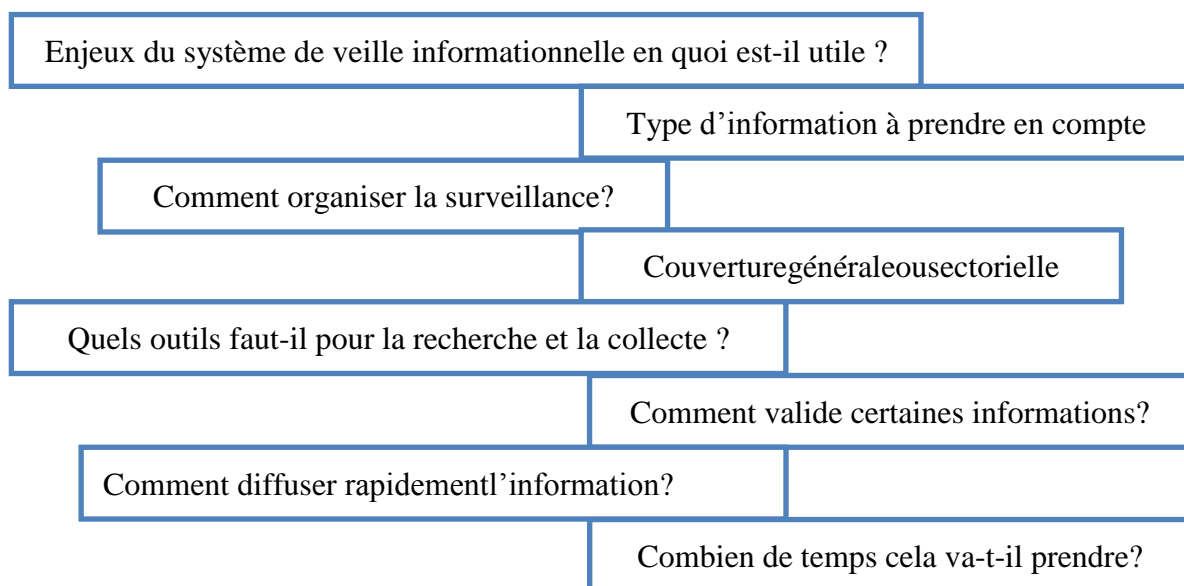 Enjeux du système de veille informationnelle en quoi est-il utile ?
Type d'information à prendre en compte
Comment organiser la surveillance?
Couverturegénéraleousectorielle
Quels outils faut-il pour la recherche et la collecte ?
Comment valide certaines informations?
Comment diffuser rapidementl'information?
Combien de temps cela va-t-il prendre?